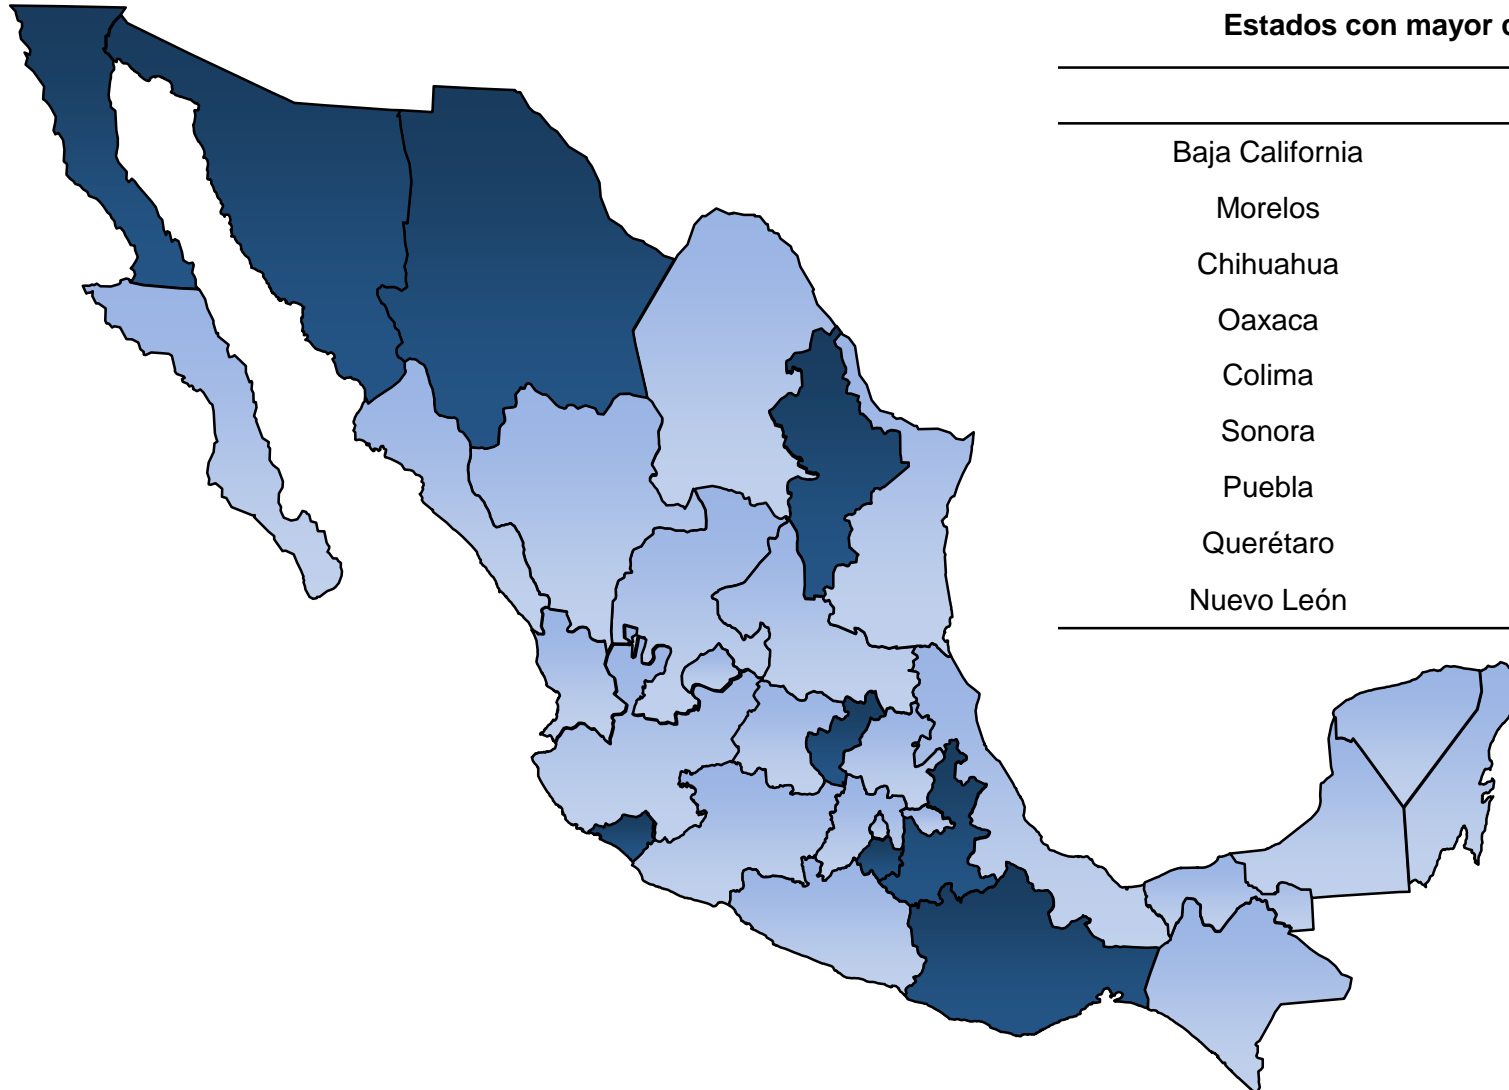 Estados con mayor
Baja California
Morelos
Chihuahua
Oaxaca
Colima
Sonora
Puebla
Querétaro
Nuevo León